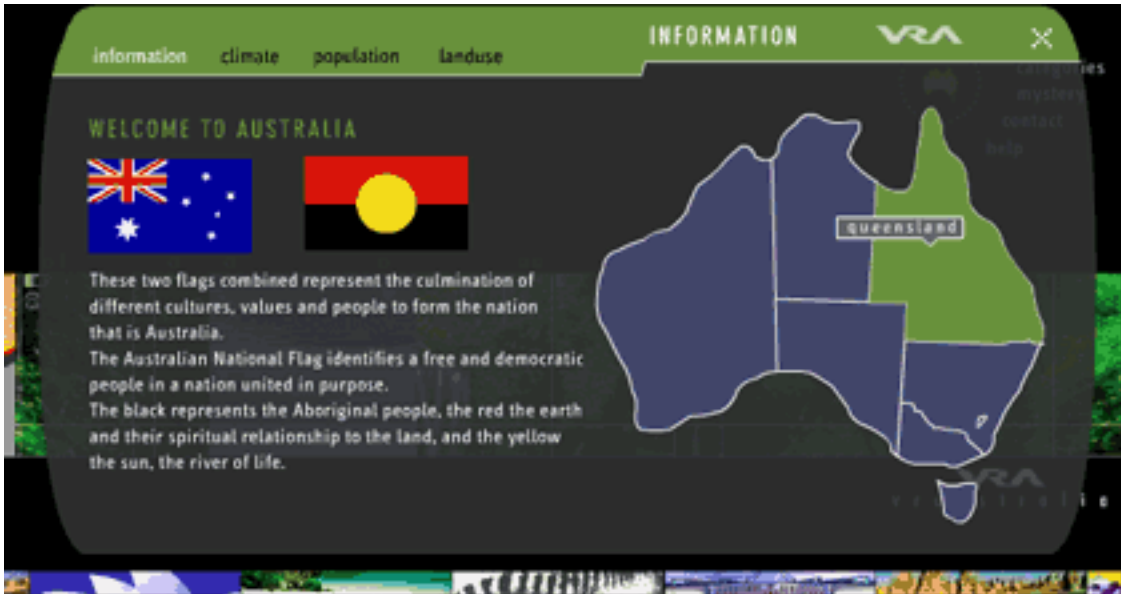 information climate population landuse
INFORMATION
VRA
categories
mystery
contact
help
WELCOME TO AUSTRALIA
queensland
These two flags combined represent the culmination of
different cultures, values and people to form the nation
that is Australia.
The Australian National Flag identifies a free and democratic
people in a nation united in purpose.
The black represents the Aboriginal people, the red the earth
and their spiritual relationship to the land, and the yellow
the sun, the river of life.
VRA